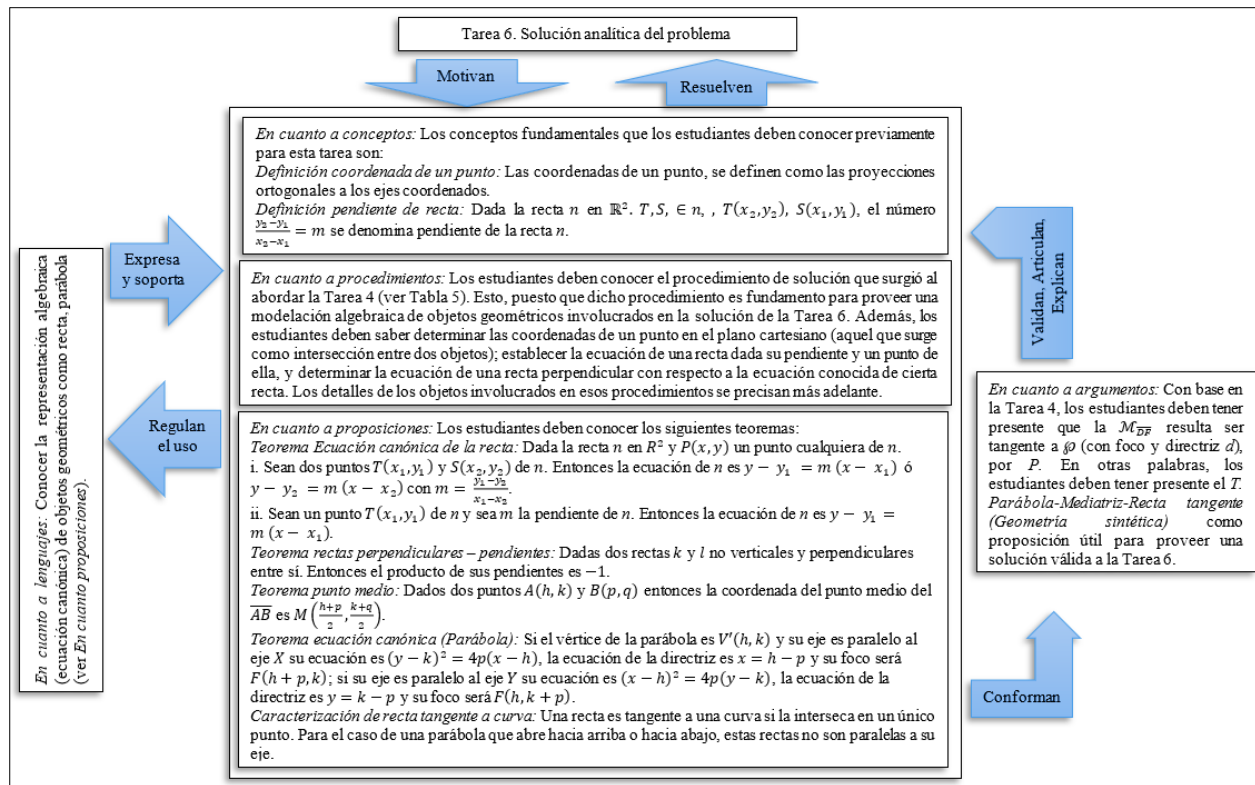 Tarea 6. Solución analítica del problema
Motivan
Resuelven
En cuanto a conceptos: Los conceptos fundamentales que los estudiantes deben conocer previamente
para esta tarea son:
Definición coordenada de un punto: Las coordenadas de un punto, se definen como las proyecciones
ortogonales a los ejes coordenados.
Definición pendiente de recta: Dada la recta n en ℝ². T, S, ∈ n, , T(x₂,y₂), S(x₁,y₁), el número
(y₂−y₁)/(x₂−x₁) = m se denomina pendiente de la recta n.
En cuanto a lenguajes: Conocer la representación algebraica
(ecuación canónica) de objetos geométricos como recta, parábola
(ver En cuanto proposiciones).
Expresa
y soporta
Regulan
el uso
En cuanto a procedimientos: Los estudiantes deben conocer el procedimiento de solución que surgió al
abordar la Tarea 4 (ver Tabla 5). Esto, puesto que dicho procedimiento es fundamento para proveer una
modelación algebraica de objetos geométricos involucrados en la solución de la Tarea 6. Además, los
estudiantes deben saber determinar las coordenadas de un punto en el plano cartesiano (aquel que surge
como intersección entre dos objetos); establecer la ecuación de una recta dada su pendiente y un punto de
ella, y determinar la ecuación de una recta perpendicular con respecto a la ecuación conocida de cierta
recta. Los detalles de los objetos involucrados en esos procedimientos se precisan más adelante.
En cuanto a proposiciones: Los estudiantes deben conocer los siguientes teoremas:
Teorema Ecuación canónica de la recta: Dada la recta n en R² y P(x, y) un punto cualquiera de n.
i. Sean dos puntos T(x₁,y₁) y S(x₂,y₂) de n. Entonces la ecuación de n es y − y₁ = m (x − x₁) ó
y − y₂ = m (x − x₂) con m = (y₁−y₂)/(x₁−x₂).
ii. Sean un punto T(x₁,y₁) de n y sea m la pendiente de n. Entonces la ecuación de n es y − y₁ =
m (x − x₁).
Teorema rectas perpendiculares – pendientes: Dadas dos rectas k y l no verticales y perpendiculares
entre sí. Entonces el producto de sus pendientes es −1.
Teorema punto medio: Dados dos puntos A(h, k) y B(p, q) entonces la coordenada del punto medio del
A̅B̅ es M((h+p)/2, (k+q)/2).
Teorema ecuación canónica (Parábola): Si el vértice de la parábola es V'(h, k) y su eje es paralelo al
eje X su ecuación es (y − k)² = 4p(x − h), la ecuación de la directriz es x = h − p y su foco será
F(h + p, k); si su eje es paralelo al eje Y su ecuación es (x − h)² = 4p(y − k), la ecuación de la
directriz es y = k − p y su foco será F(h, k + p).
Caracterización de recta tangente a curva: Una recta es tangente a una curva si la interseca en un único
punto. Para el caso de una parábola que abre hacia arriba o hacia abajo, estas rectas no son paralelas a su
eje.
Validan, Articulan,
Explican
En cuanto a argumentos: Con base en
la Tarea 4, los estudiantes deben tener
presente que la ℳ_D̅F̅ resulta ser
tangente a ℘ (con foco y directriz d),
por P. En otras palabras, los
estudiantes deben tener presente el T.
Parábola-Mediatriz-Recta tangente
(Geometría sintética) como
proposición útil para proveer una
solución válida a la Tarea 6.
Conforman